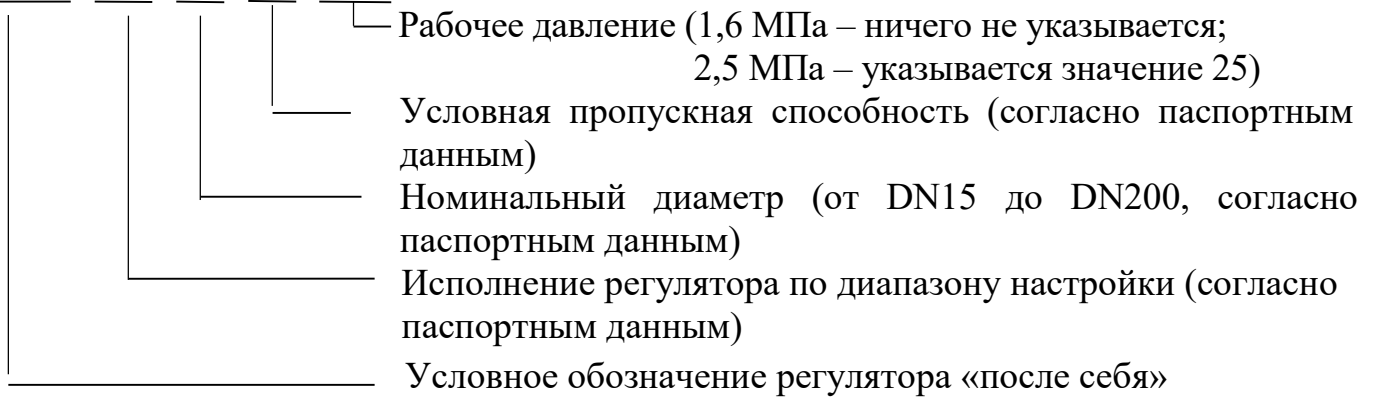 Рабочее давление (1,6 МПа – ничего не указывается;
2,5 МПа – указывается значение 25)
Условная пропускная способность (согласно паспортным
данным)
Номинальный диаметр (от DN15 до DN200, согласно
паспортным данным)
Исполнение регулятора по диапазону настройки (согласно
паспортным данным)
Условное обозначение регулятора «после себя»